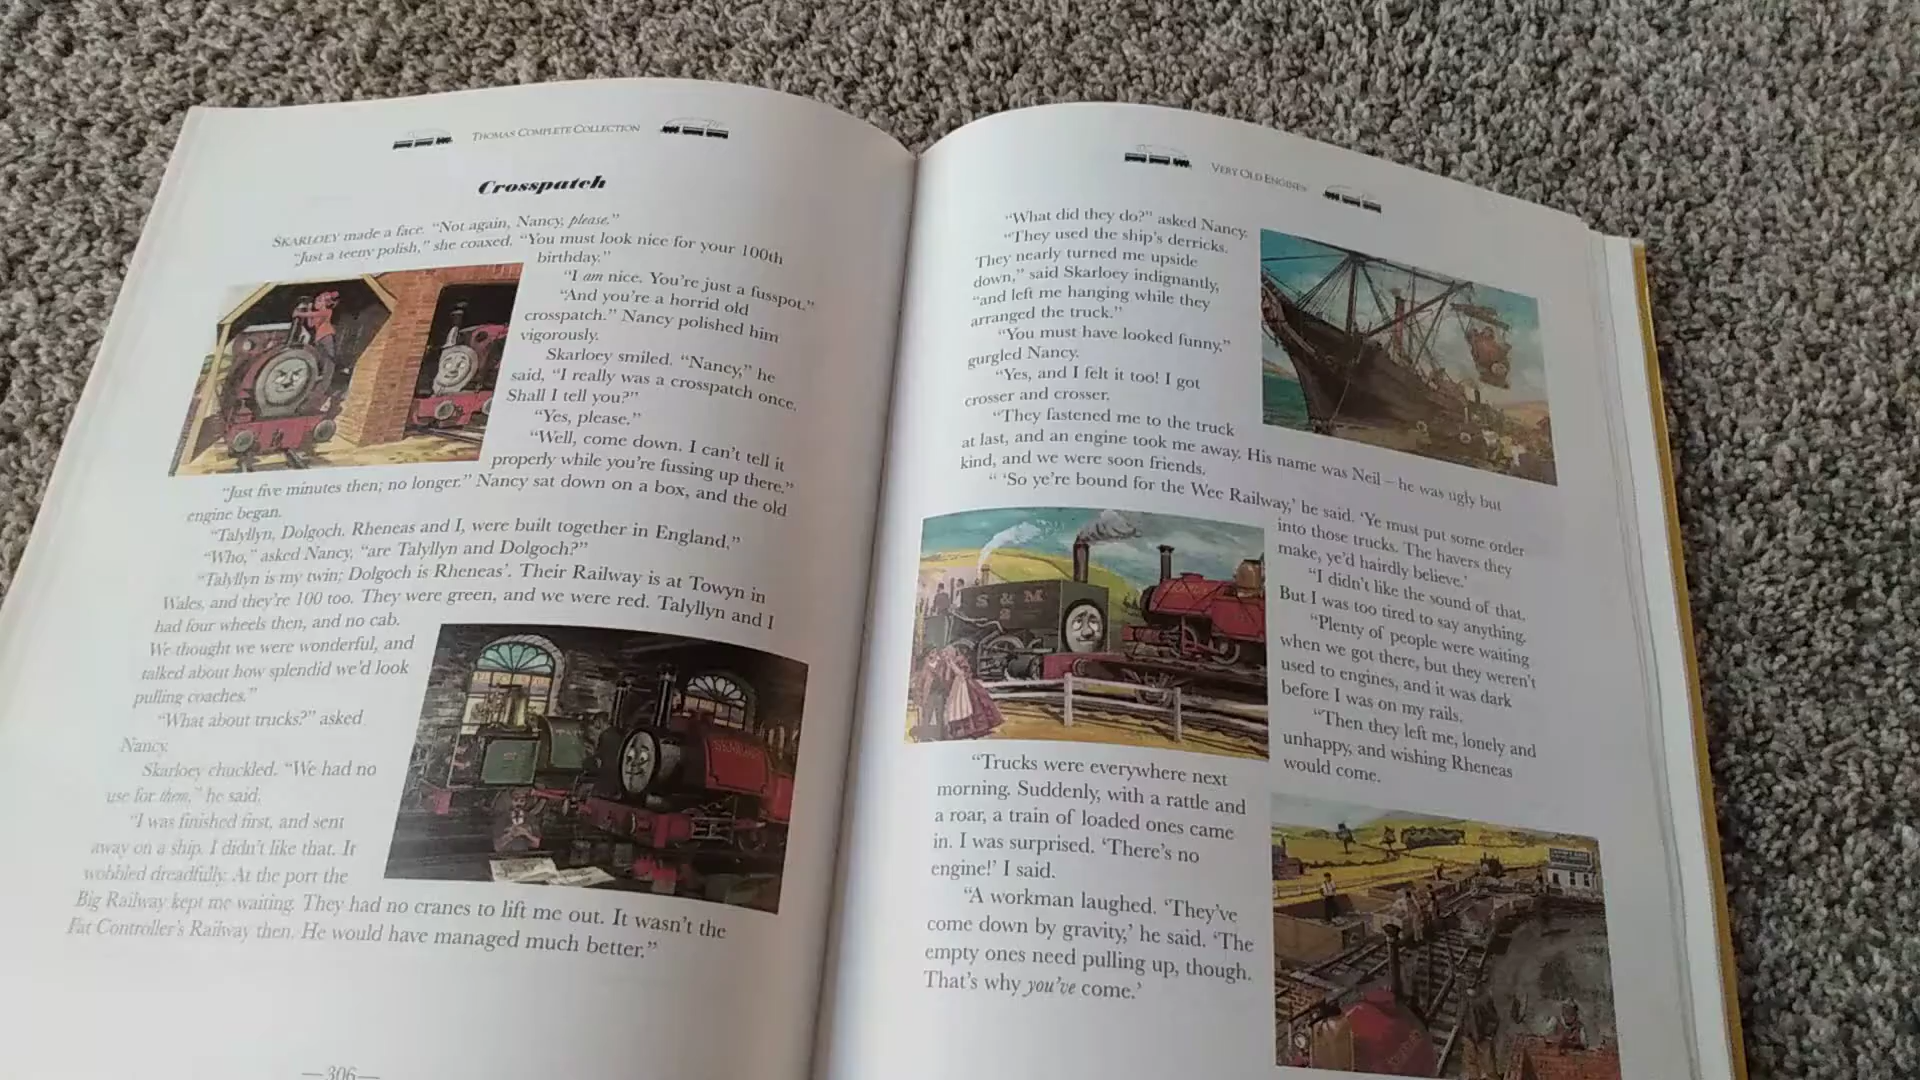 THOMAS COMPLETE COLLECTION
Crosspatch
SKARLOEY made a face. “Not again, Nancy, please.”
“Just a teeny polish,” she coaxed. “You must look nice for your 100th
birthday.”
“I am nice. You're just a fusspot.”
“And you're a horrid old
crosspatch.” Nancy polished him
vigorously.
Skarloey smiled. “Nancy,” he
said, “I really was a crosspatch once.
Shall I tell you?”
“Yes, please.”
“Well, come down. I can't tell it
properly while you're fussing up there.”
“Just five minutes then; no longer.” Nancy sat down on a box, and the old
engine began.
“Talyllyn, Dolgoch, Rheneas and I, were built together in England.”
“Who,” asked Nancy, “are Talyllyn and Dolgoch?”
“Talyllyn is my twin; Dolgoch is Rheneas'. Their Railway is at Towyn in
Wales, and they're 100 too. They were green, and we were red. Talyllyn and I
had four wheels then, and no cab.
We thought we were wonderful, and
talked about how splendid we'd look
pulling coaches.”
“What about trucks?” asked
Nancy.
Skarloey chuckled. “We had no
use for them,” he said.
“I was finished first, and sent
away on a ship. I didn't like that. It
wobbled dreadfully. At the port the
Big Railway kept me waiting. They had no cranes to lift me out. It wasn't the
Fat Controller's Railway then. He would have managed much better.”
—306—
VERY OLD ENGINES
“What did they do?” asked Nancy.
“They used the ship's derricks.
They nearly turned me upside
down,” said Skarloey indignantly,
“and left me hanging while they
arranged the truck.”
“You must have looked funny,”
gurgled Nancy.
“Yes, and I felt it too! I got
crosser and crosser.
“They fastened me to the truck
at last, and an engine took me away. His name was Neil – he was ugly but
kind, and we were soon friends.
“ ‘So ye're bound for the Wee Railway,’ he said. ‘Ye must put some order
into those trucks. The havers they
make, ye'd hairdly believe.’
“I didn't like the sound of that.
But I was too tired to say anything.
“Plenty of people were waiting
when we got there, but they weren't
used to engines, and it was dark
before I was on my rails.
“Then they left me, lonely and
unhappy, and wishing Rheneas
would come.
S & M
2
“Trucks were everywhere next
morning. Suddenly, with a rattle and
a roar, a train of loaded ones came
in. I was surprised. ‘There's no
engine!’ I said.
“A workman laughed. ‘They've
come down by gravity,’ he said. ‘The
empty ones need pulling up, though.
That's why you've come.’
SKARLOEY